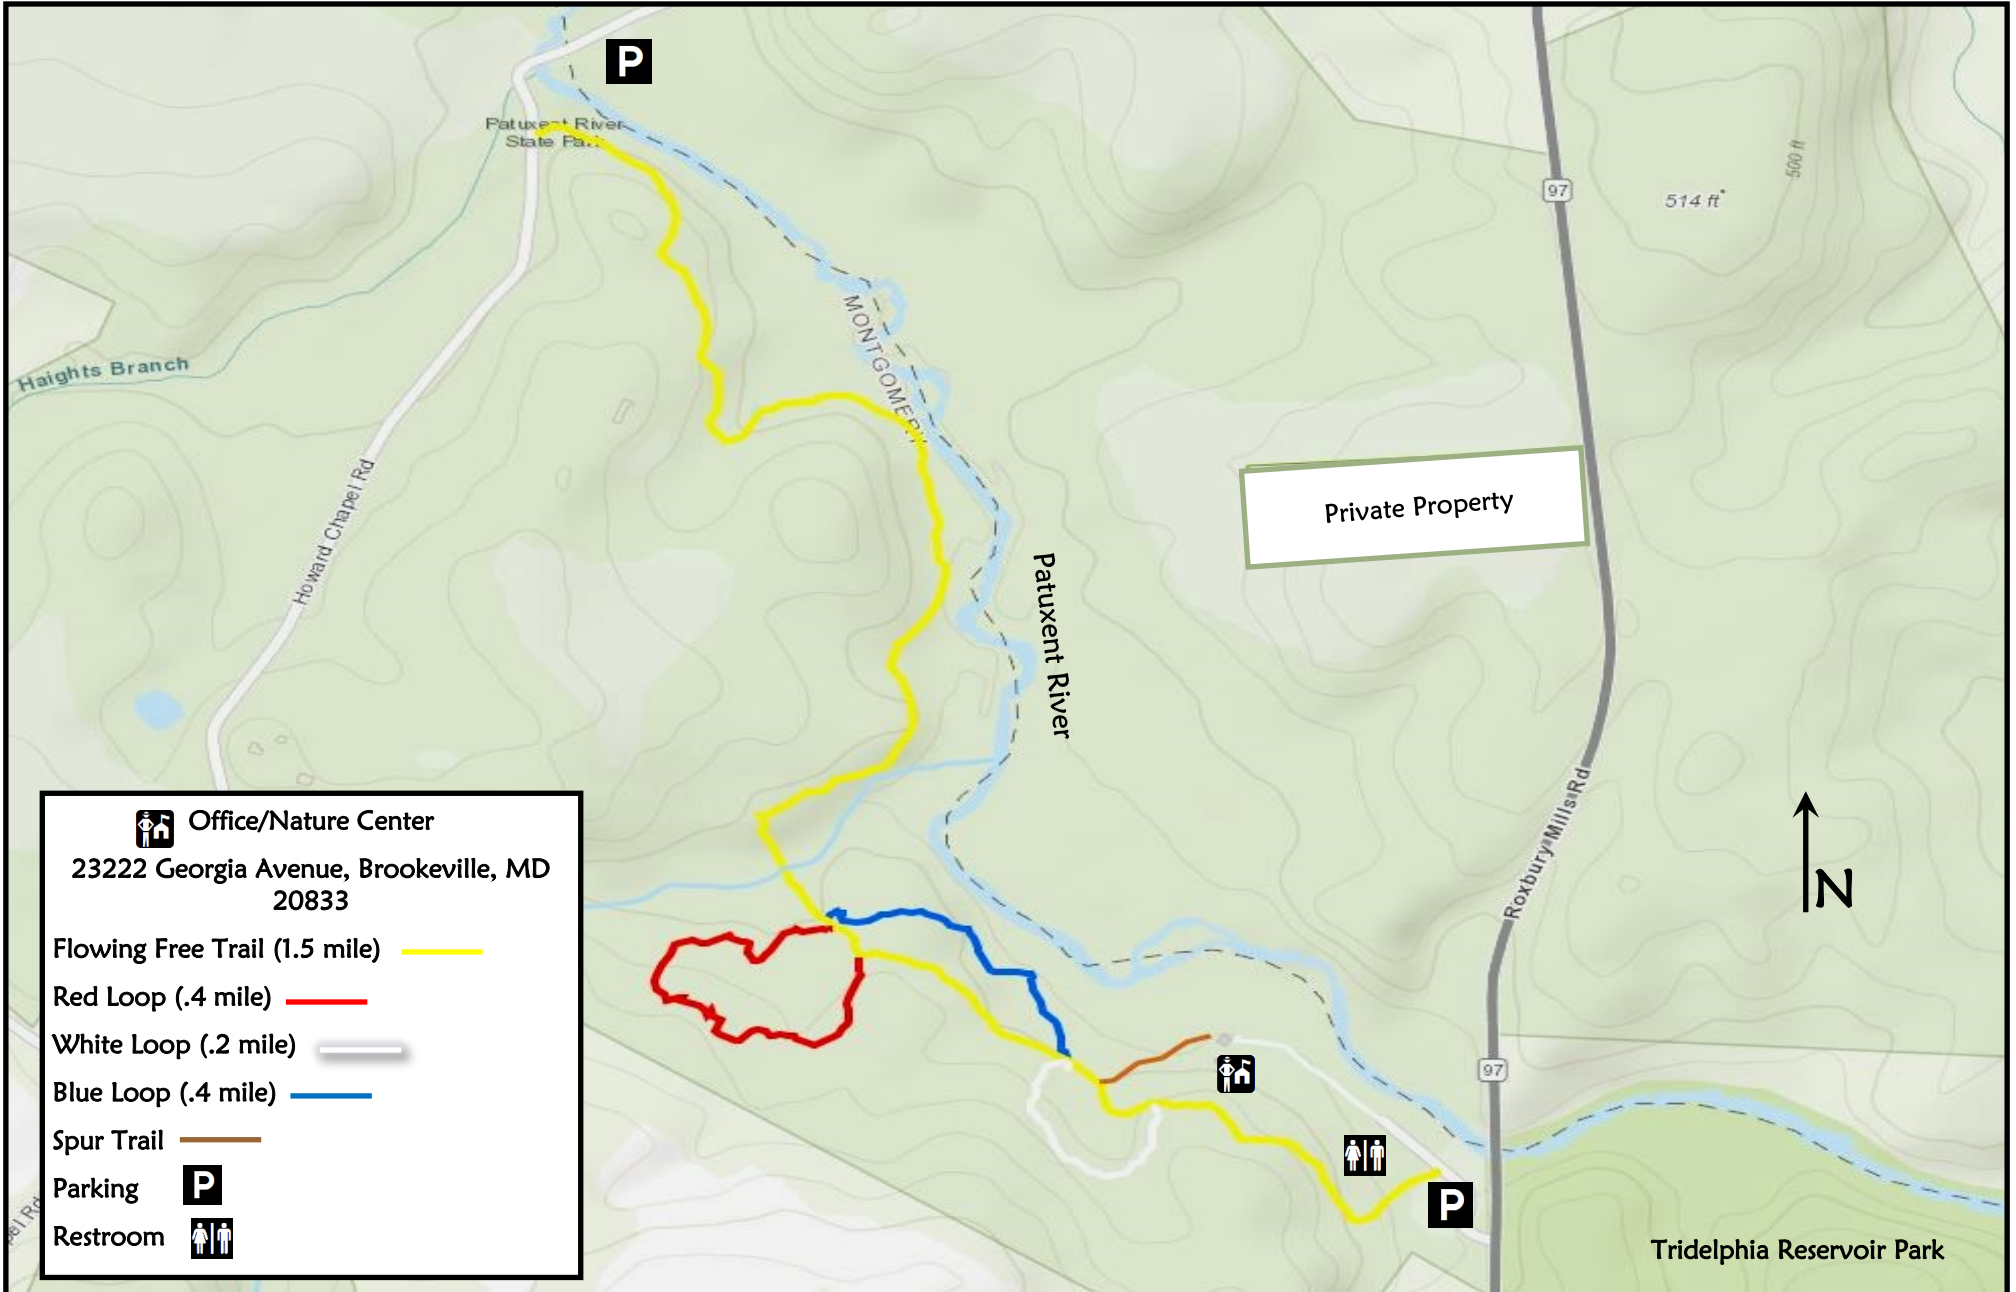 P
Patuxent River
State Pa
97
514 ft
500 ft
MONTGOMERY
Haights Branch
Howard Chapel Rd
Private Property
Patuxent River
Roxbury Mills Rd
N
Office/Nature Center
23222 Georgia Avenue, Brookeville, MD
20833
Flowing Free Trail (1.5 mile)
Red Loop (.4 mile)
White Loop (.2 mile)
Blue Loop (.4 mile)
Spur Trail
Parking P
Restroom
97
P
Tridelphia Reservoir Park
Rd